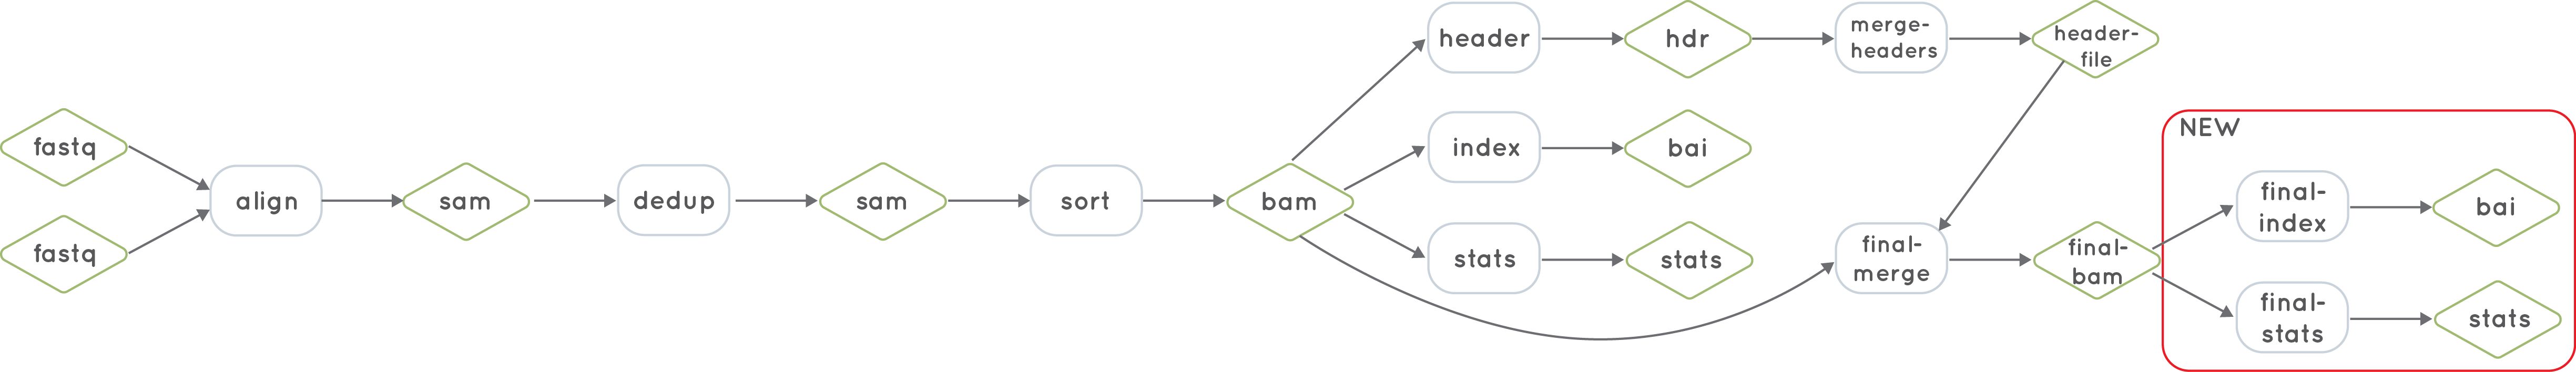 fastq
fastq
align
sam
dedup
sam
sort
bam
header
hdr
merge-
headers
header-
file
index
bai
stats
stats
final-
merge
final-
bam
NEW
final-
index
bai
final-
stats
stats